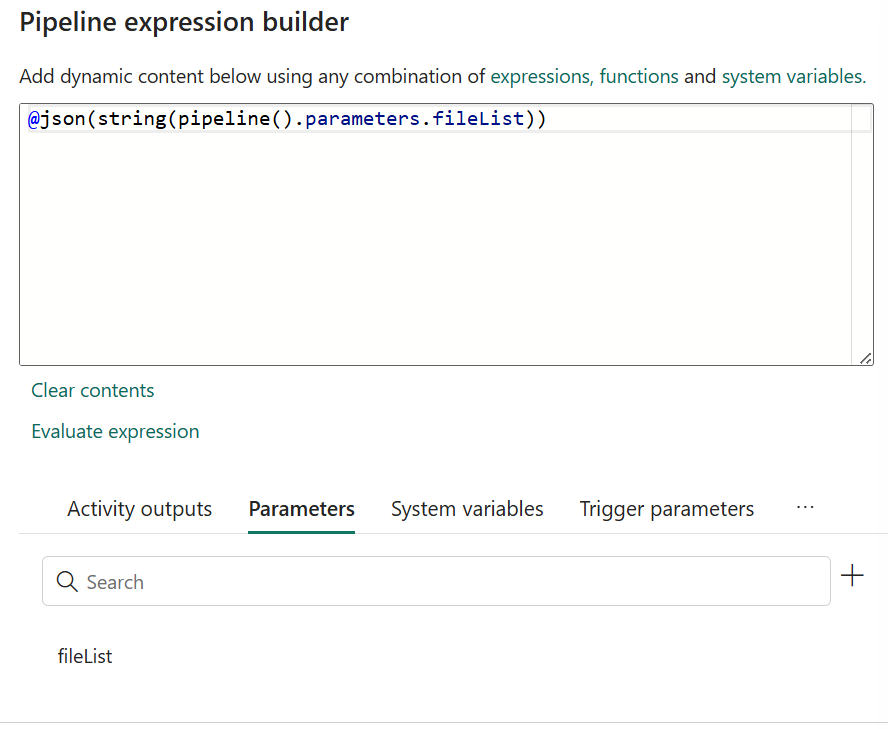 Pipeline expression builder
Add dynamic content below using any combination of expressions, functions and system variables.
@json(string(pipeline().parameters.fileList))
Clear contents
Evaluate expression
Activity outputs Parameters System variables Trigger parameters ...
Search
fileList